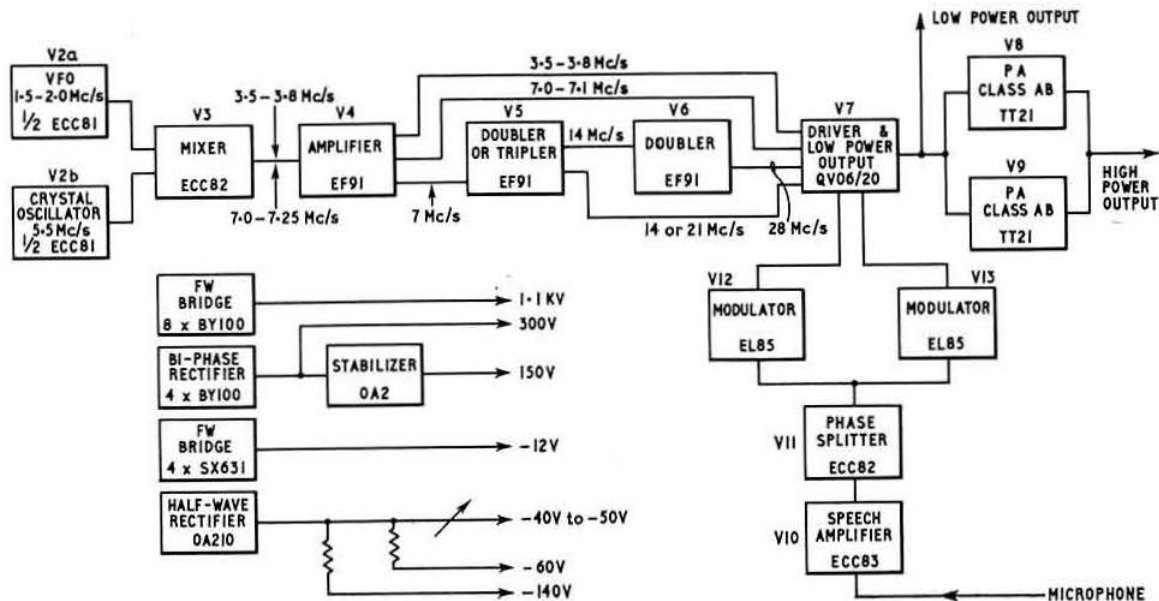 LOW POWER OUTPUT
V2a
VFO
1·5-2·0 Mc/s
1/2 ECC81
V2b
CRYSTAL
OSCILLATOR
5·5 Mc/s
1/2 ECC81
V3
MIXER
ECC82
3·5-3·8 Mc/s
7·0-7·25 Mc/s
V4
AMPLIFIER
EF91
3·5-3·8 Mc/s
7·0-7·1 Mc/s
7 Mc/s
V5
DOUBLER
OR TRIPLER
EF91
14 Mc/s
14 or 21 Mc/s
V6
DOUBLER
EF91
28 Mc/s
V7
DRIVER &
LOW POWER
OUTPUT
QV06/20
V8
PA
CLASS AB
TT21
V9
PA
CLASS AB
TT21
HIGH
POWER
OUTPUT
FW
BRIDGE
8 x BY100
1·1KV
300V
BI-PHASE
RECTIFIER
4 x BY100
STABILIZER
OA2
150V
FW
BRIDGE
4 x SX631
-12V
HALF-WAVE
RECTIFIER
OA210
-40V to -50V
-60V
-140V
V12
MODULATOR
EL85
V13
MODULATOR
EL85
V11
PHASE
SPLITTER
ECC82
V10
SPEECH
AMPLIFIER
ECC83
MICROPHONE